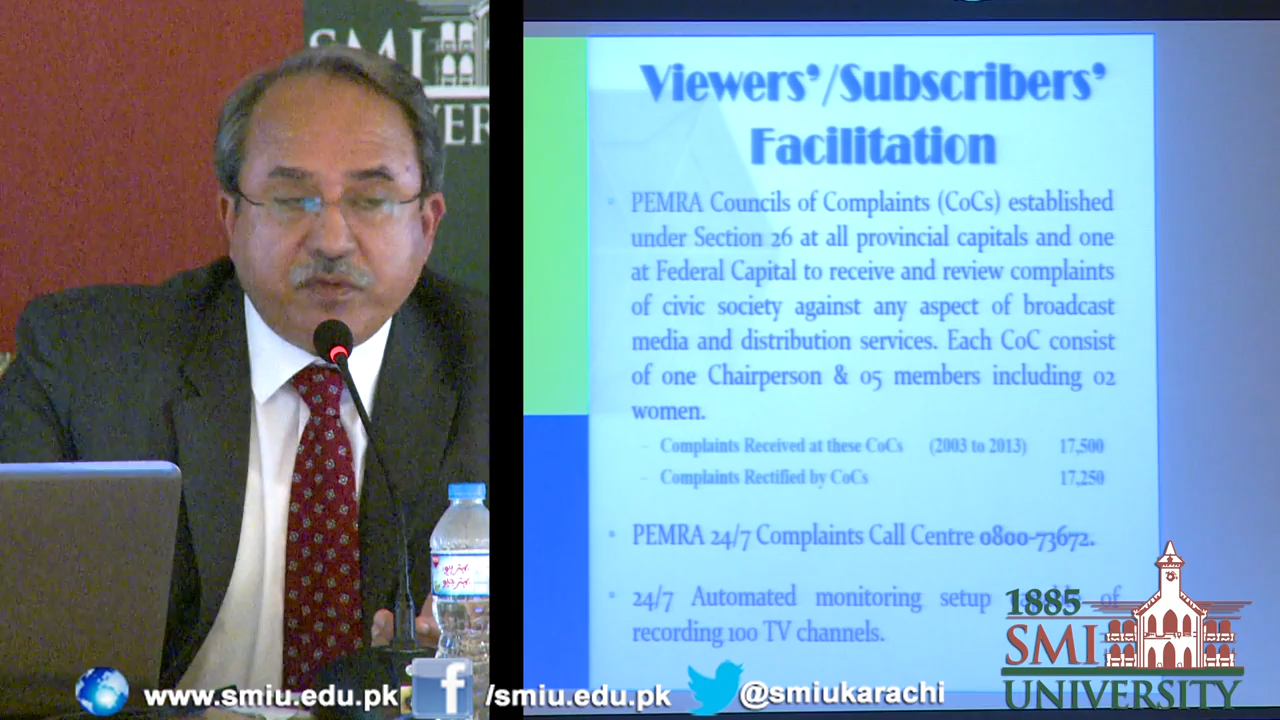 SMI
VER
Viewers'/Subscribers'
Facilitation
PEMRA Councils of Complaints (CoCs) established
under Section 26 at all provincial capitals and one
at Federal Capital to receive and review complaints
of civic society against any aspect of broadcast
media and distribution services. Each CoC consist
of one Chairperson & 05 members including 02
women.
Complaints Received at these CoCs (2003 to 2013) 17,500
Complaints Rectified by CoCs 17,250
PEMRA 24/7 Complaints Call Centre 0800-73672.
24/7 Automated monitoring setup of
recording 100 TV channels.
1885
SMI
UNIVERSITY
www.smiu.edu.pk
f /smiu.edu.pk
@smiukarachi